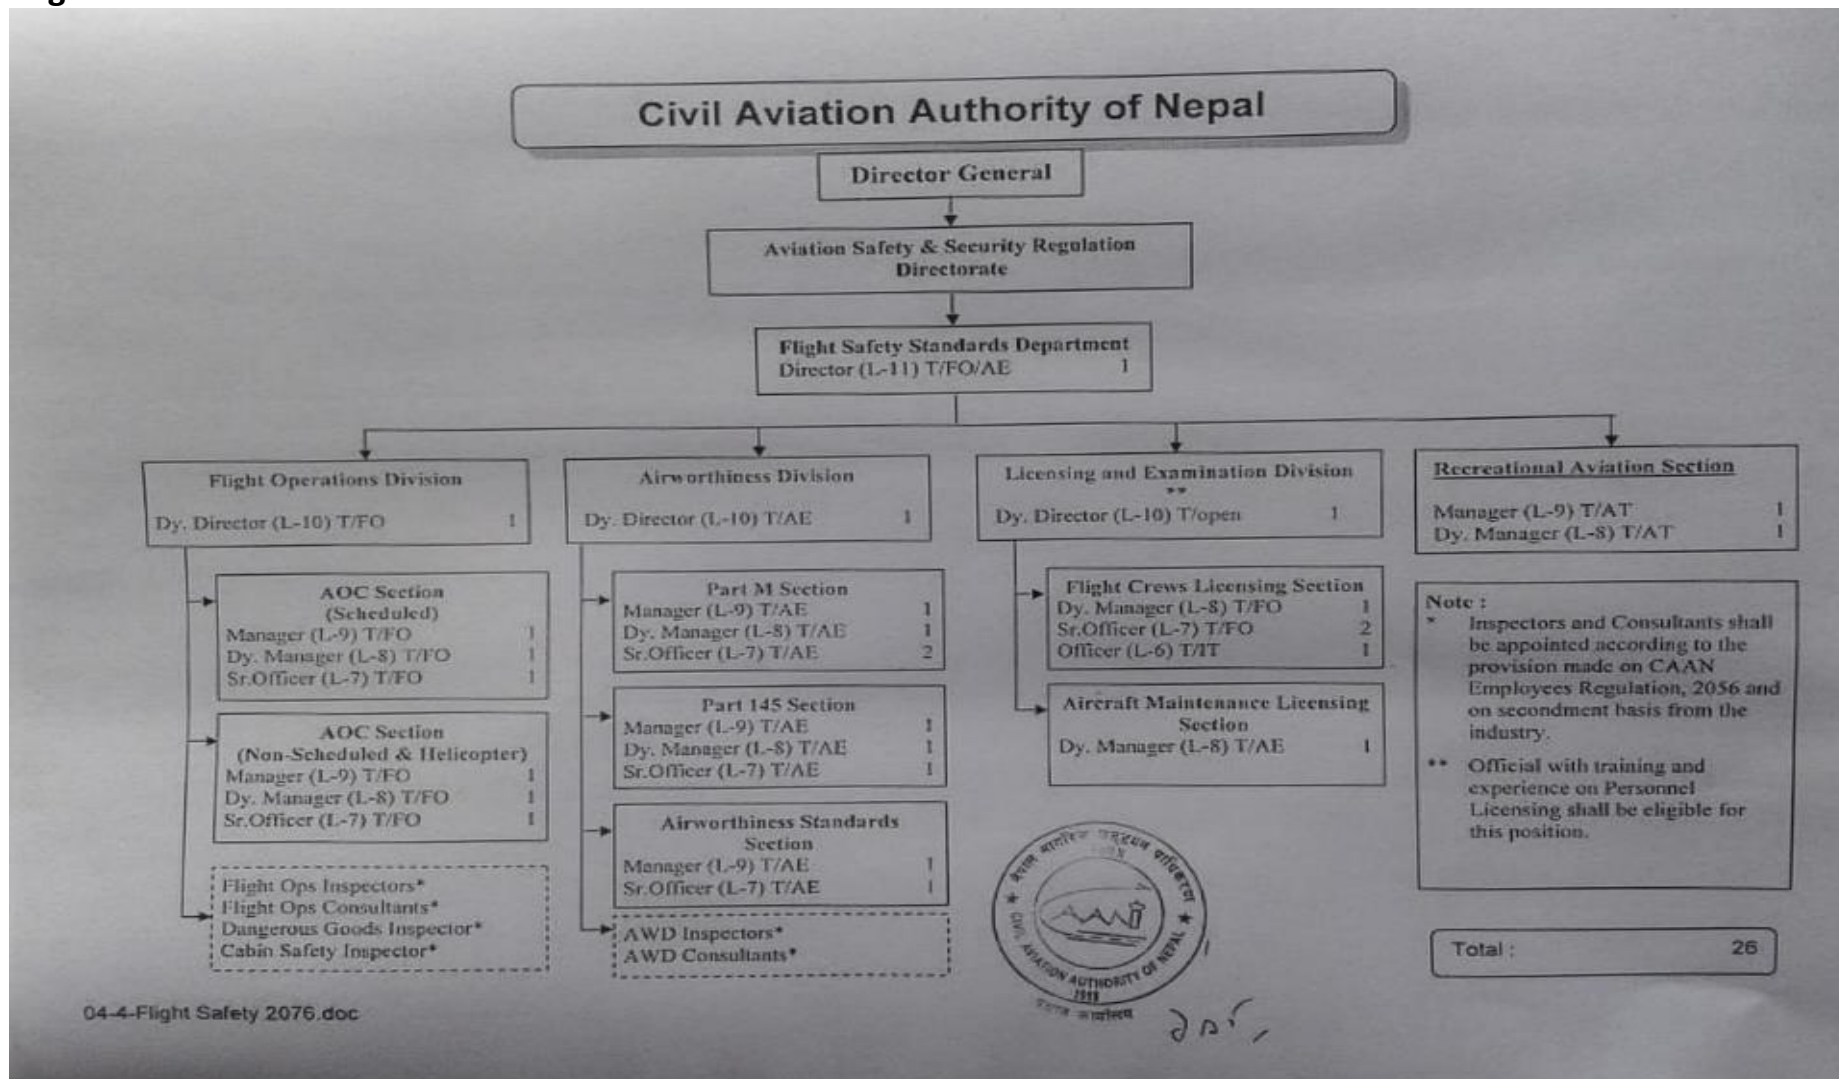 Civil Aviation Authority of Nepal
Director General
Aviation Safety & Security Regulation
Directorate
Flight Safety Standards Department
Director (L-11) T/FO/AE 1
Flight Operations Division
Dy. Director (L-10) T/FO 1
AOC Section
(Scheduled)
Manager (L-9) T/FO 1
Dy. Manager (L-8) T/FO 1
Sr.Officer (L-7) T/FO 1
AOC Section
(Non-Scheduled & Helicopter)
Manager (L-9) T/FO 1
Dy. Manager (L-8) T/FO 1
Sr.Officer (L-7) T/FO 1
Flight Ops Inspectors*
Flight Ops Consultants*
Dangerous Goods Inspector*
Cabin Safety Inspector*
Airworthiness Division
Dy. Director (L-10) T/AE 1
Part M Section
Manager (L-9) T/AE 1
Dy. Manager (L-8) T/AE 1
Sr.Officer (L-7) T/AE 2
Part 145 Section
Manager (L-9) T/AE 1
Dy. Manager (L-8) T/AE 1
Sr.Officer (L-7) T/AE 1
Airworthiness Standards
Section
Manager (L-9) T/AE 1
Sr.Officer (L-7) T/AE 1
AWD Inspectors*
AWD Consultants*
Licensing and Examination Division
**
Dy. Director (L-10) T/open 1
Flight Crews Licensing Section
Dy. Manager (L-8) T/FO 1
Sr.Officer (L-7) T/FO 2
Officer (L-6) T/IT 1
Aircraft Maintenance Licensing
Section
Dy. Manager (L-8) T/AE 1
Recreational Aviation Section
Manager (L-9) T/AT 1
Dy. Manager (L-8) T/AT 1
Note :
* Inspectors and Consultants shall
be appointed according to the
provision made on CAAN
Employees Regulation, 2056 and
on secondment basis from the
industry.
** Official with training and
experience on Personnel
Licensing shall be eligible for
this position.
Total : 26
नेपाल नागरिक उड्डयन प्राधिकरण
CIVIL AVIATION AUTHORITY OF NEPAL
04-4-Flight Safety 2076.doc